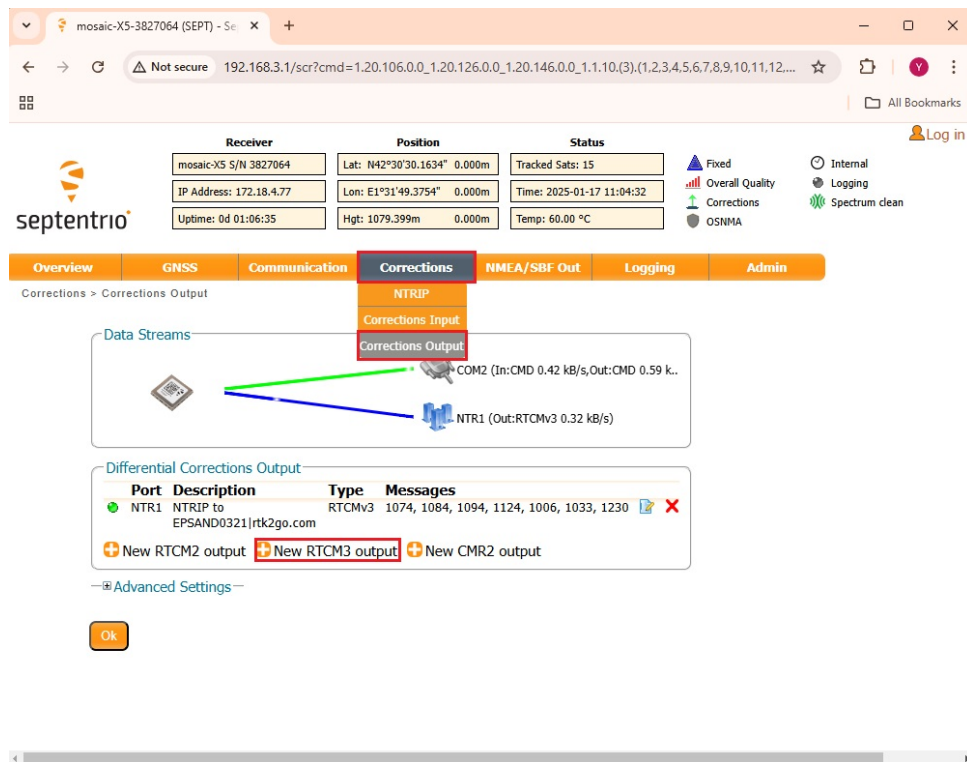 mosaic-X5-3827064 (SEPT) - Se
Not secure 192.168.3.1/scr?cmd=1.20.106.0.0_1.20.126.0.0_1.20.146.0.0_1.1.10.(3).(1,2,3,4,5,6,7,8,9,10,11,12,...
Y
All Bookmarks
Log in
septentrio
Receiver
mosaic-X5 S/N 3827064
IP Address: 172.18.4.77
Uptime: 0d 01:06:35
Position
Lat: N42°30'30.1634" 0.000m
Lon: E1°31'49.3754" 0.000m
Hgt: 1079.399m 0.000m
Status
Tracked Sats: 15
Time: 2025-01-17 11:04:32
Temp: 60.00 °C
Fixed
Overall Quality
Corrections
OSNMA
Internal
Logging
Spectrum clean
Overview GNSS Communication Corrections NMEA/SBF Out Logging Admin
NTRIP
Corrections Input
Corrections Output
Corrections > Corrections Output
Data Streams
COM2 (In:CMD 0.42 kB/s,Out:CMD 0.59 k..
NTR1 (Out:RTCMv3 0.32 kB/s)
Differential Corrections Output
Port Description Type Messages
NTR1 NTRIP to RTCMv3 1074, 1084, 1094, 1124, 1006, 1033, 1230
EPSAND0321|rtk2go.com
New RTCM2 output New RTCM3 output New CMR2 output
Advanced Settings
Ok